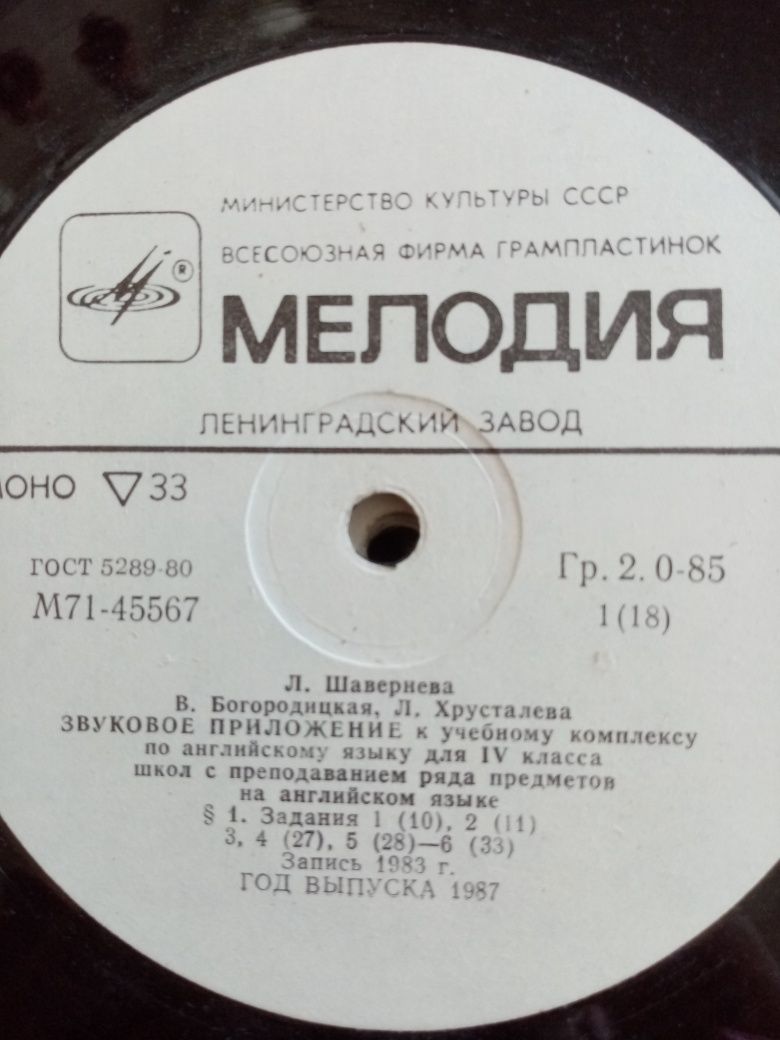 МИНИСТЕРСТВО КУЛЬТУРЫ СССР
ВСЕСОЮЗНАЯ ФИРМА ГРАМПЛАСТИНОК
®
МЕЛОДИЯ
ЛЕНИНГРАДСКИЙ ЗАВОД
МОНО ▽ 33
ГОСТ 5289-80
М71-45567
Гр. 2. 0-85
1 (18)
Л. Шавернева
В. Богородицкая, Л. Хрусталева
ЗВУКОВОЕ ПРИЛОЖЕНИЕ к учебному комплексу
по английскому языку для IV класса
школ с преподаванием ряда предметов
на английском языке
§ 1. Задания 1 (10), 2 (11)
3, 4 (27), 5 (28)—6 (33)
Запись 1983 г.
ГОД ВЫПУСКА 1987